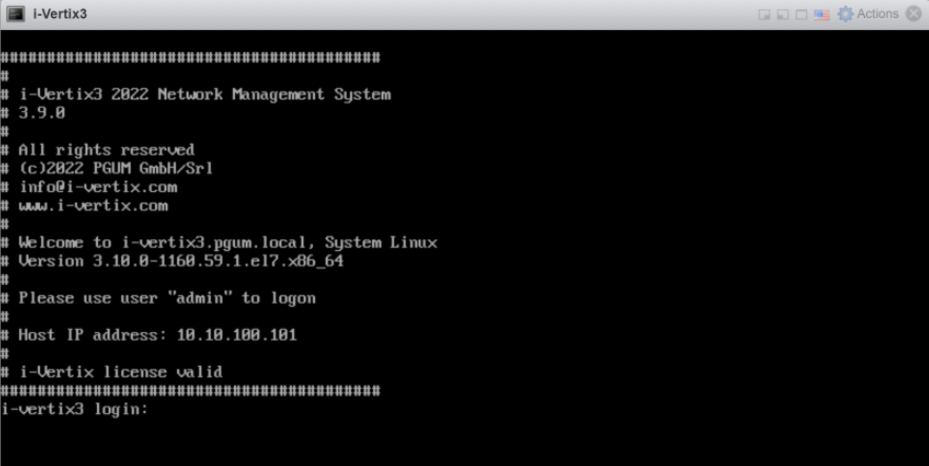 i-Vertix3
Actions
#########################################
#
# i-Vertix3 2022 Network Management System
# 3.9.0
#
# All rights reserved
# (c)2022 PGUM GmbH/Srl
# info@i-vertix.com
# www.i-vertix.com
#
# Welcome to i-vertix3.pgum.local, System Linux
# Version 3.10.0-1160.59.1.el7.x86_64
#
# Please use user "admin" to logon
#
# Host IP address: 10.10.100.101
#
# i-Vertix license valid
#########################################
i-vertix3 login: